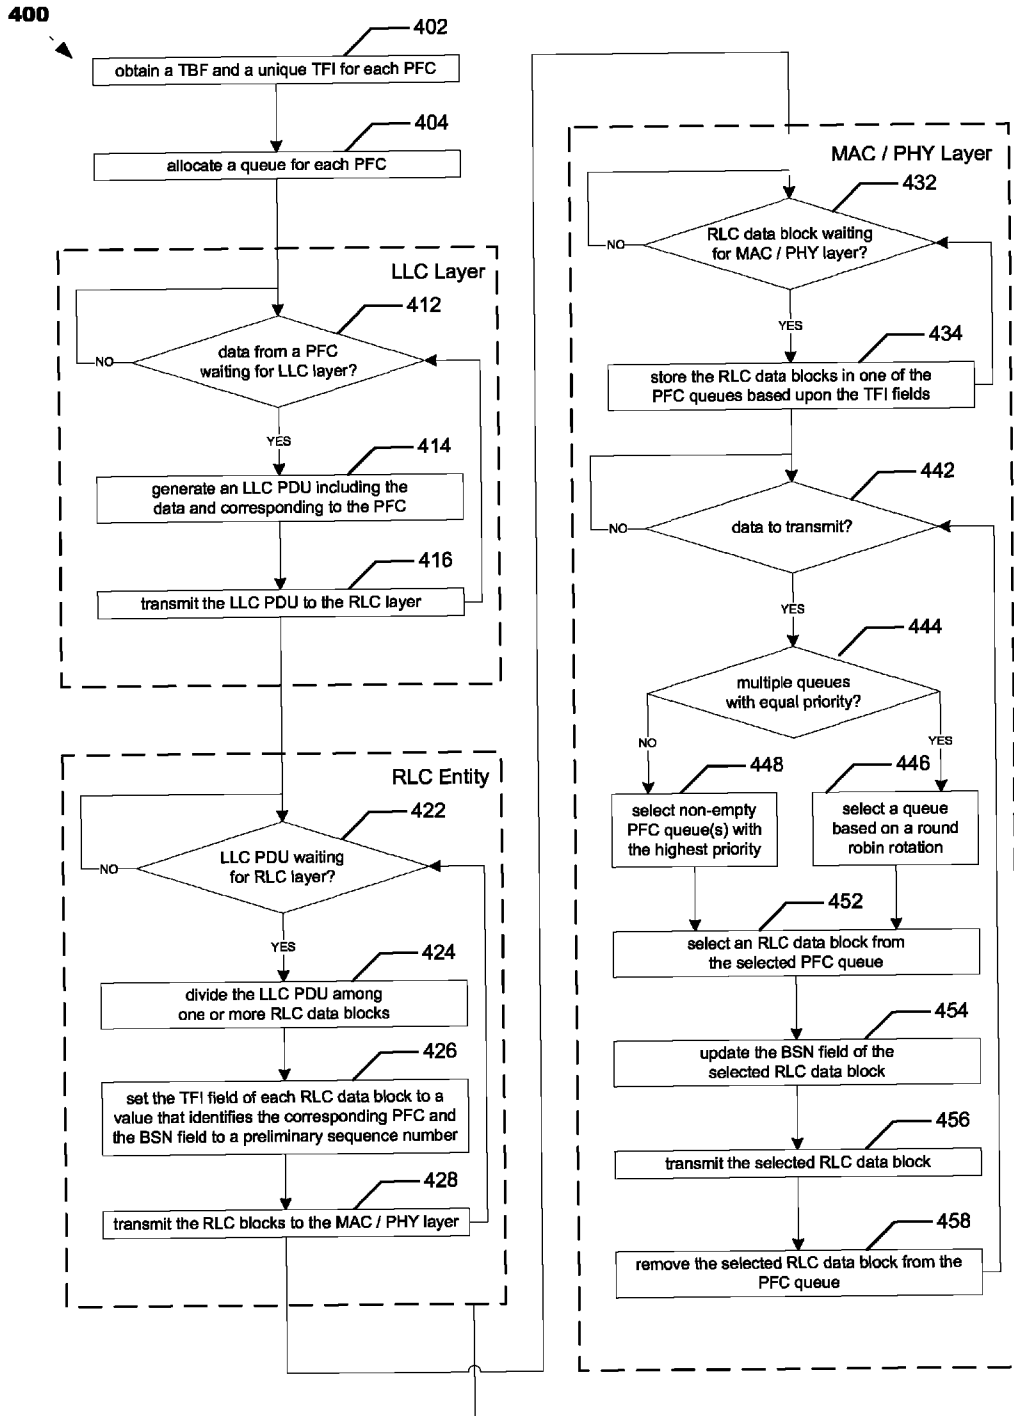 400
402
obtain a TBF and a unique TFI for each PFC
404
allocate a queue for each PFC
LLC Layer
412
data from a PFC
waiting for LLC layer?
NO
YES
414
generate an LLC PDU including the
data and corresponding to the PFC
416
transmit the LLC PDU to the RLC layer
RLC Entity
422
LLC PDU waiting
for RLC layer?
NO
YES
424
divide the LLC PDU among
one or more RLC data blocks
426
set the TFI field of each RLC data block to a
value that identifies the corresponding PFC and
the BSN field to a preliminary sequence number
428
transmit the RLC blocks to the MAC / PHY layer
MAC / PHY Layer
432
RLC data block waiting
for MAC / PHY layer?
NO
YES
434
store the RLC data blocks in one of the
PFC queues based upon the TFI fields
442
data to transmit?
NO
YES
444
multiple queues
with equal priority?
NO
YES
448
select non-empty
PFC queue(s) with
the highest priority
446
select a queue
based on a round
robin rotation
452
select an RLC data block from
the selected PFC queue
454
update the BSN field of the
selected RLC data block
456
transmit the selected RLC data block
458
remove the selected RLC data block from the
PFC queue